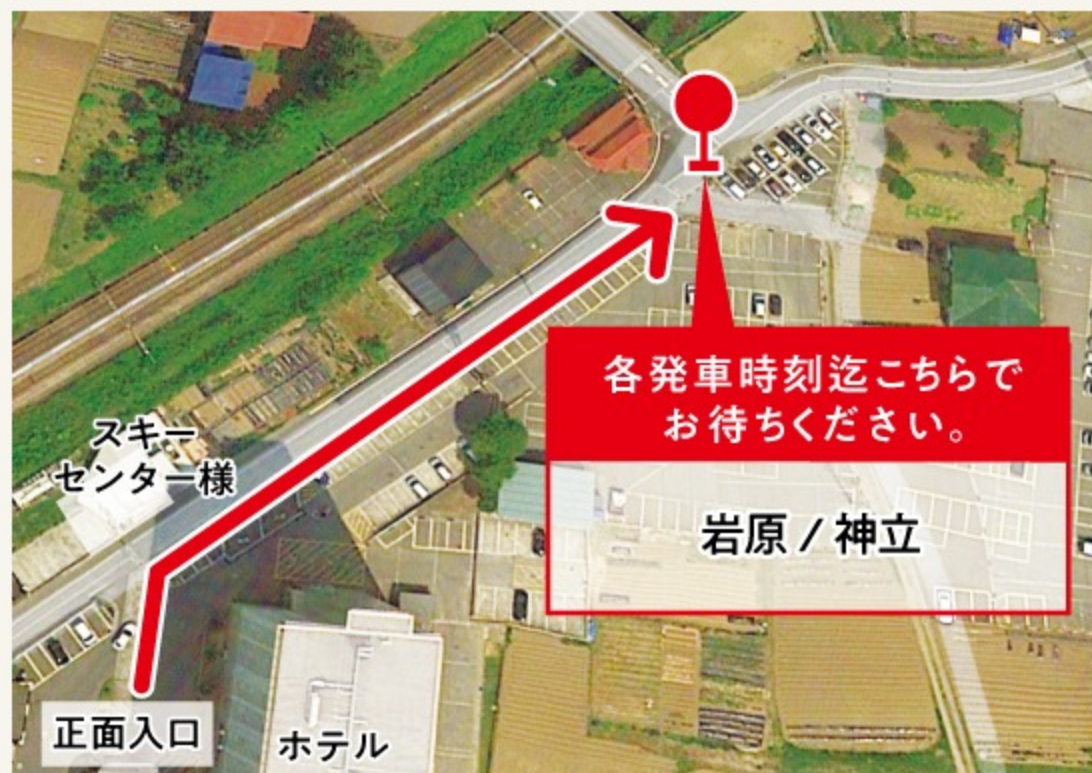 スキー
センター様
各発車時刻迄こちらで
お待ちください。
岩原 / 神立
正面入口
ホテル